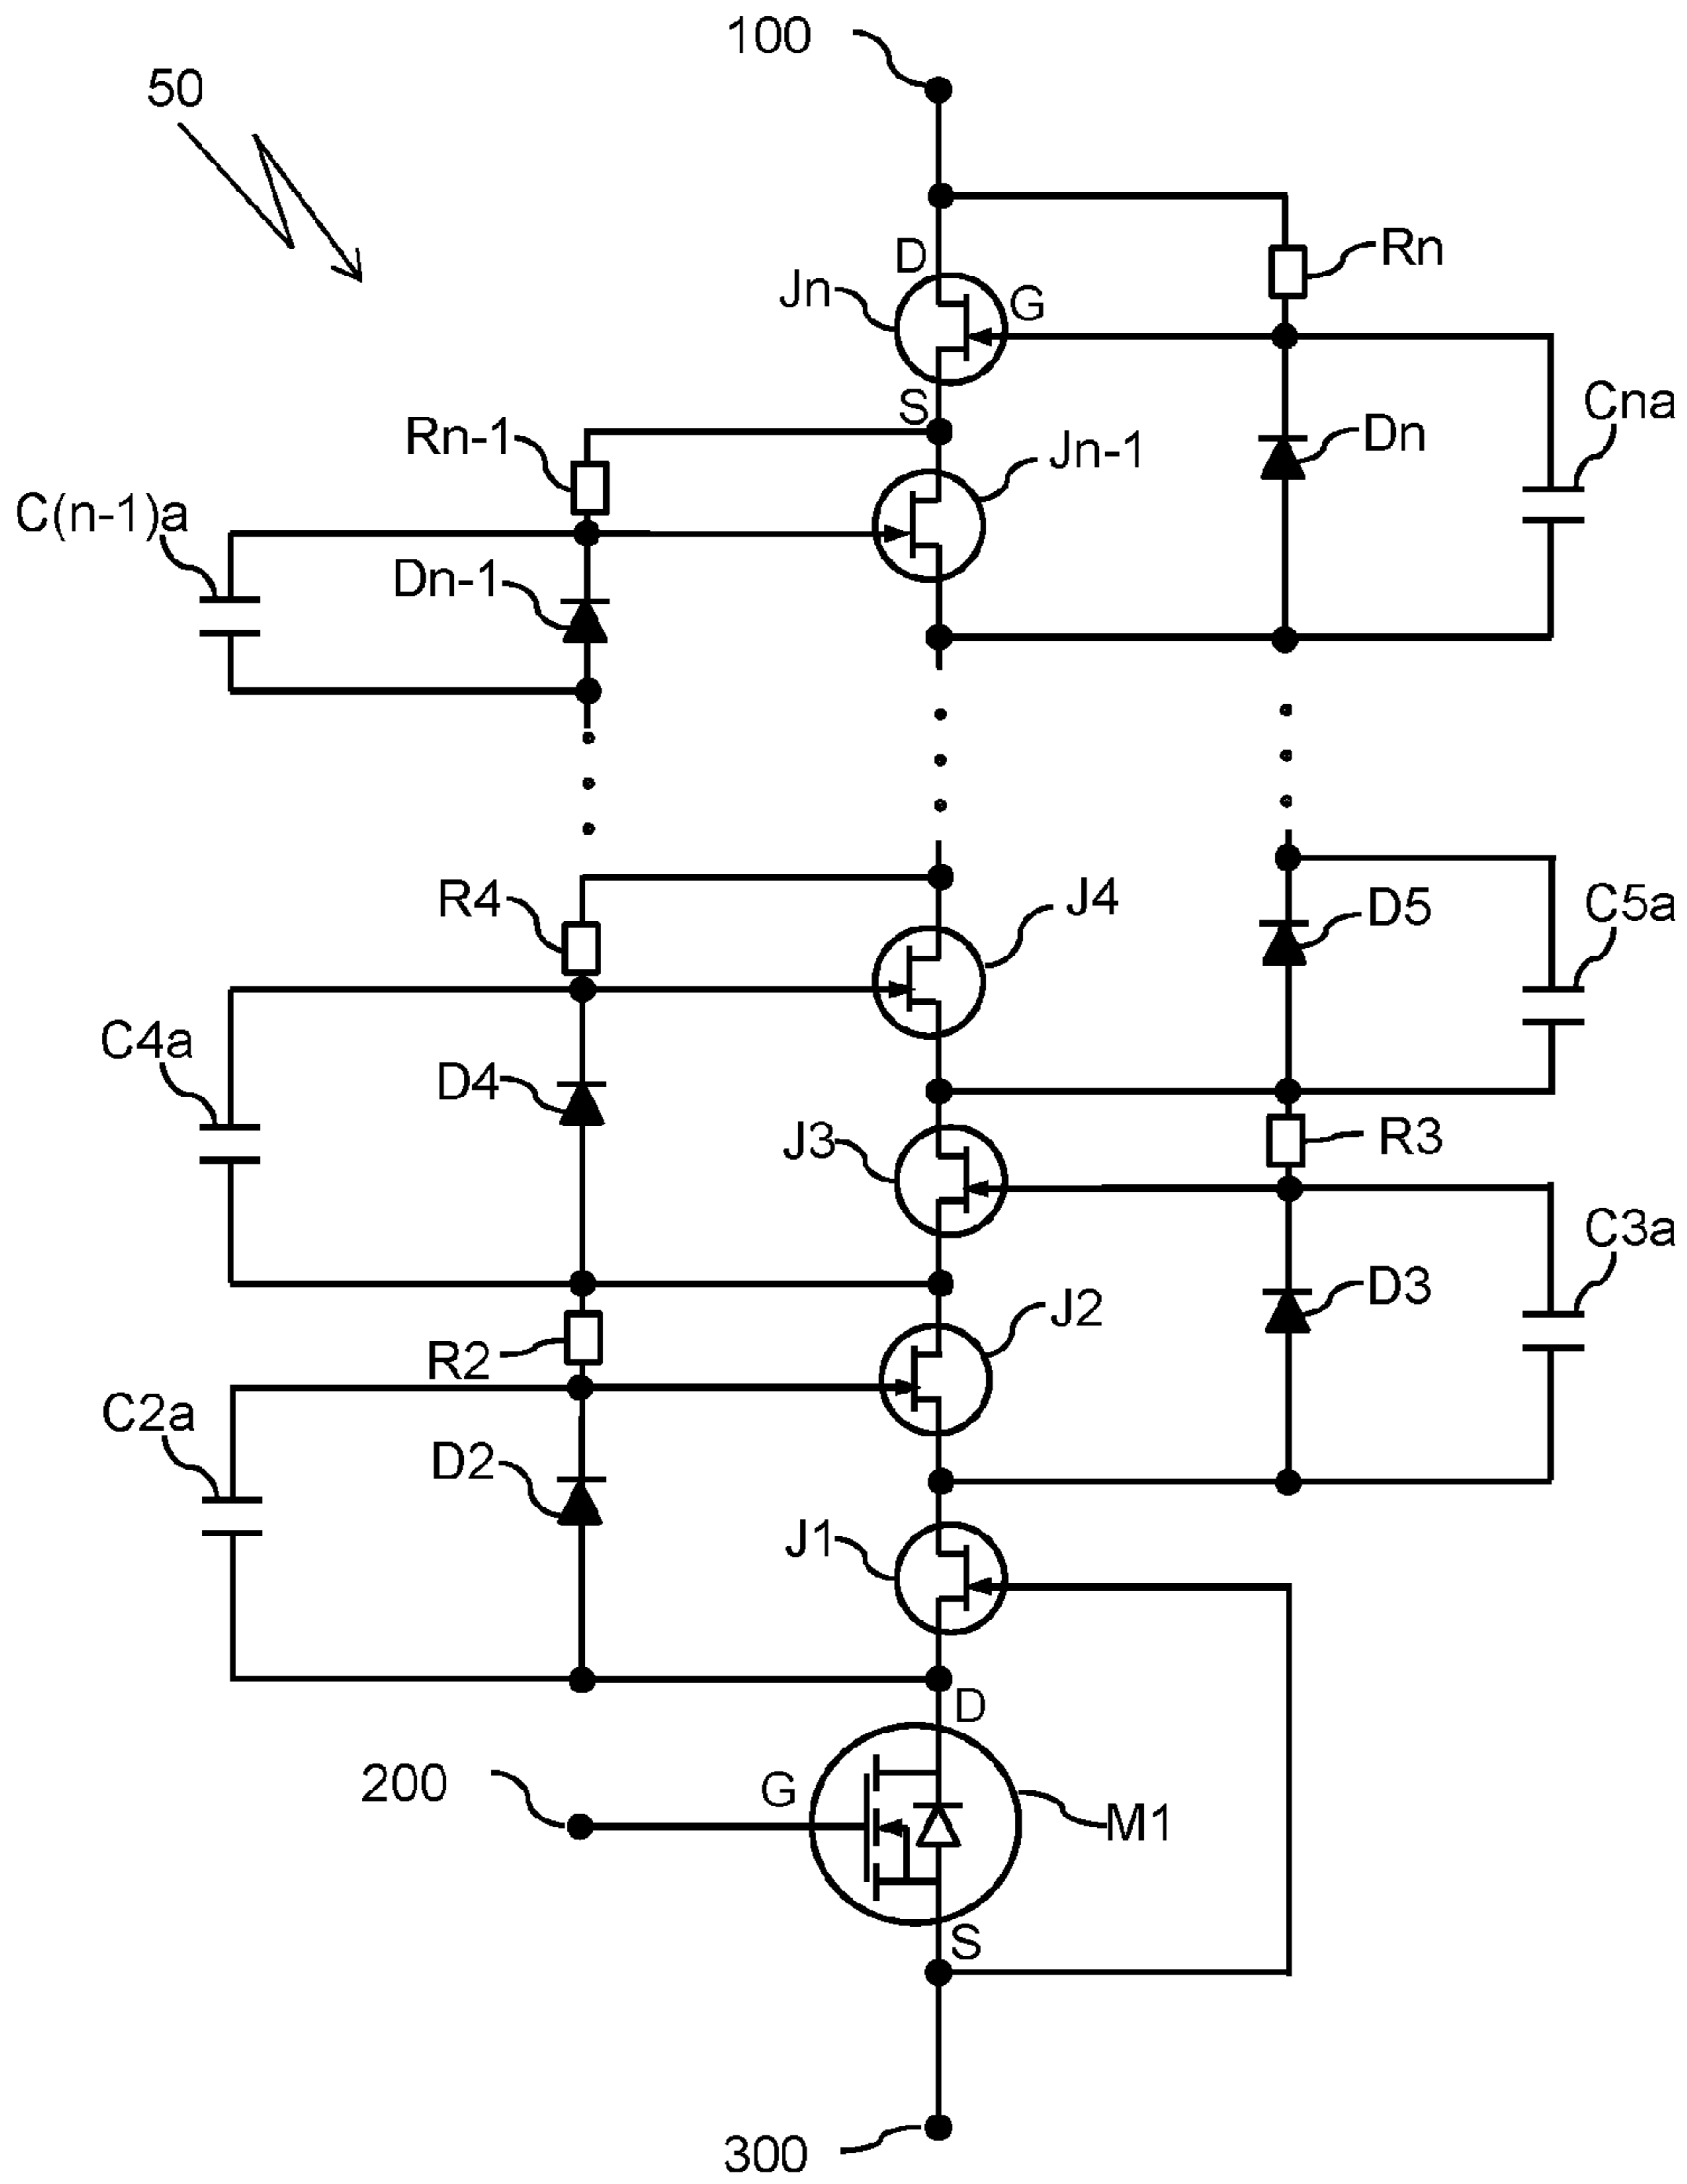 100
50
D
Rn
Jn
G
S
Cna
Rn-1
Jn-1
Dn
C(n-1)a
Dn-1
R4
J4
D5
C5a
C4a
D4
J3
R3
C3a
D3
J2
R2
C2a
D2
J1
D
200
G
M1
S
300